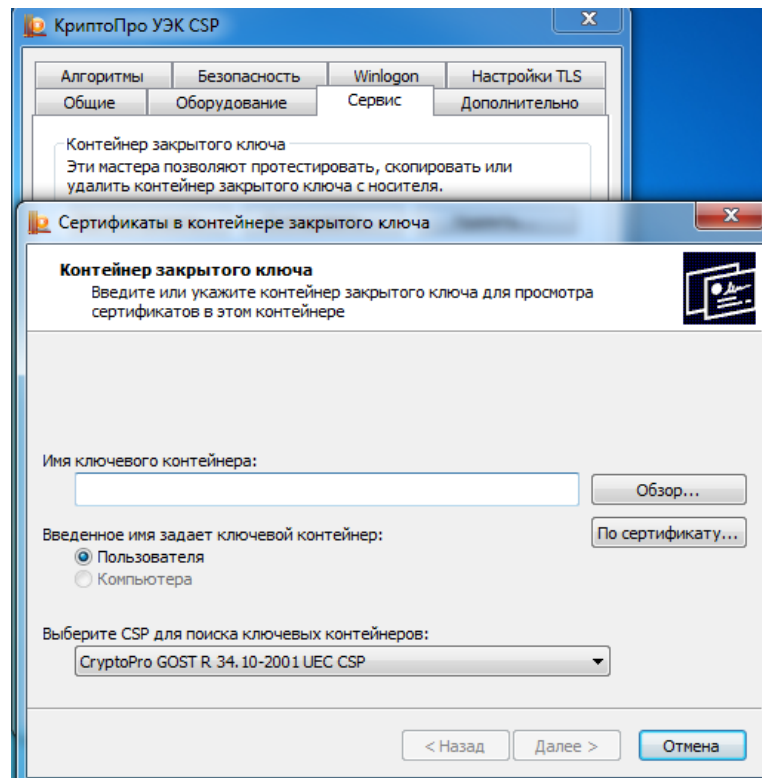 КриптоПро УЭК CSP
Алгоритмы Безопасность Winlogon Настройки TLS
Общие Оборудование Сервис Дополнительно
Контейнер закрытого ключа
Эти мастера позволяют протестировать, скопировать или
удалить контейнер закрытого ключа с носителя.
Сертификаты в контейнере закрытого ключа
Контейнер закрытого ключа
Введите или укажите контейнер закрытого ключа для просмотра
сертификатов в этом контейнере
Имя ключевого контейнера:
Обзор...
Введенное имя задает ключевой контейнер:
По сертификату...
Пользователя
Компьютера
Выберите CSP для поиска ключевых контейнеров:
CryptoPro GOST R 34.10-2001 UEC CSP
< Назад Далее > Отмена